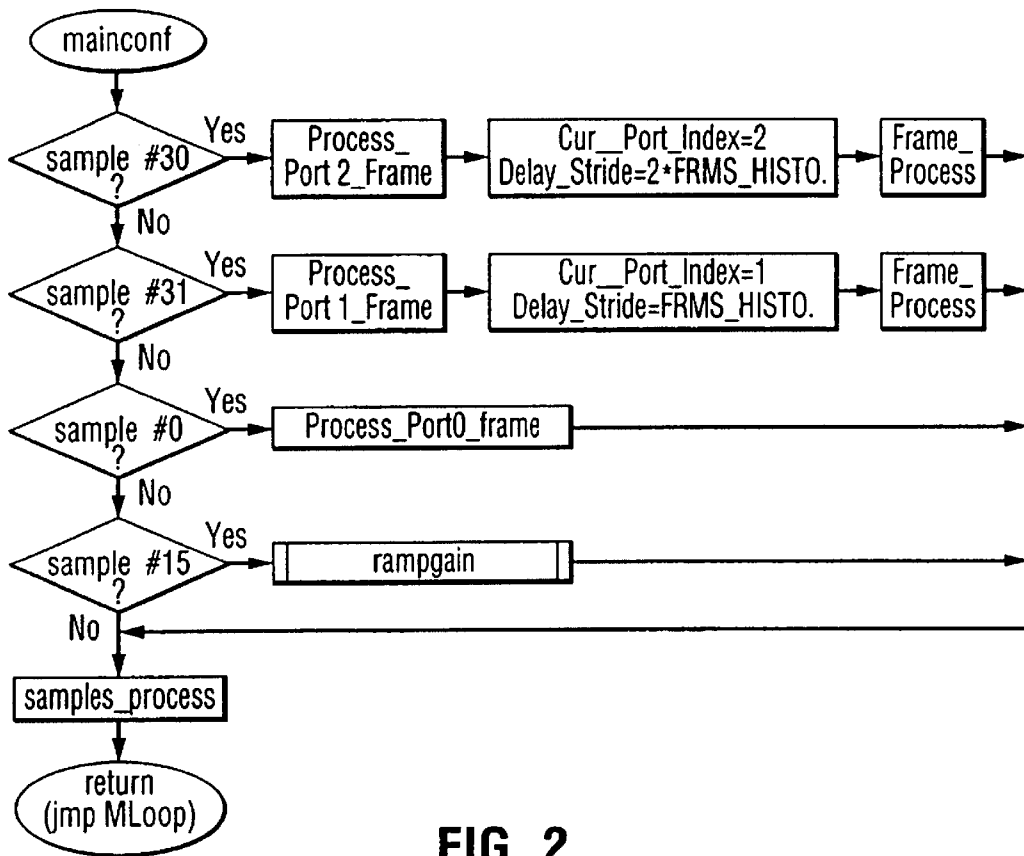 mainconf
sample #30
?
Yes
No
Process_
Port 2_Frame
Cur__Port_Index=2
Delay_Stride=2*FRMS_HISTO.
Frame_
Process
sample #31
?
Yes
No
Process_
Port 1_Frame
Cur__Port_Index=1
Delay_Stride=FRMS_HISTO.
Frame_
Process
sample #0
?
Yes
No
Process_Port0_frame
sample #15
?
Yes
No
rampgain
samples_process
return
(jmp MLoop)
FIG. 2